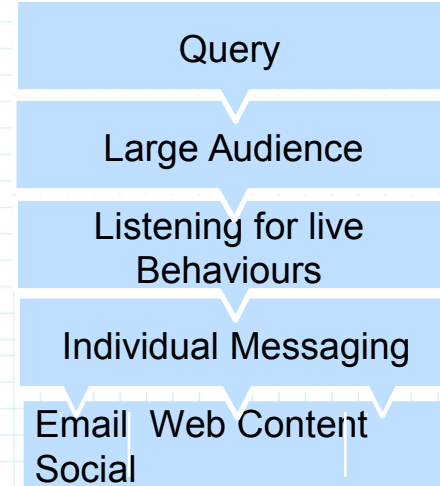 Query
Large Audience
Listening for live
Behaviours
Individual Messaging
Email  Web Content
Social